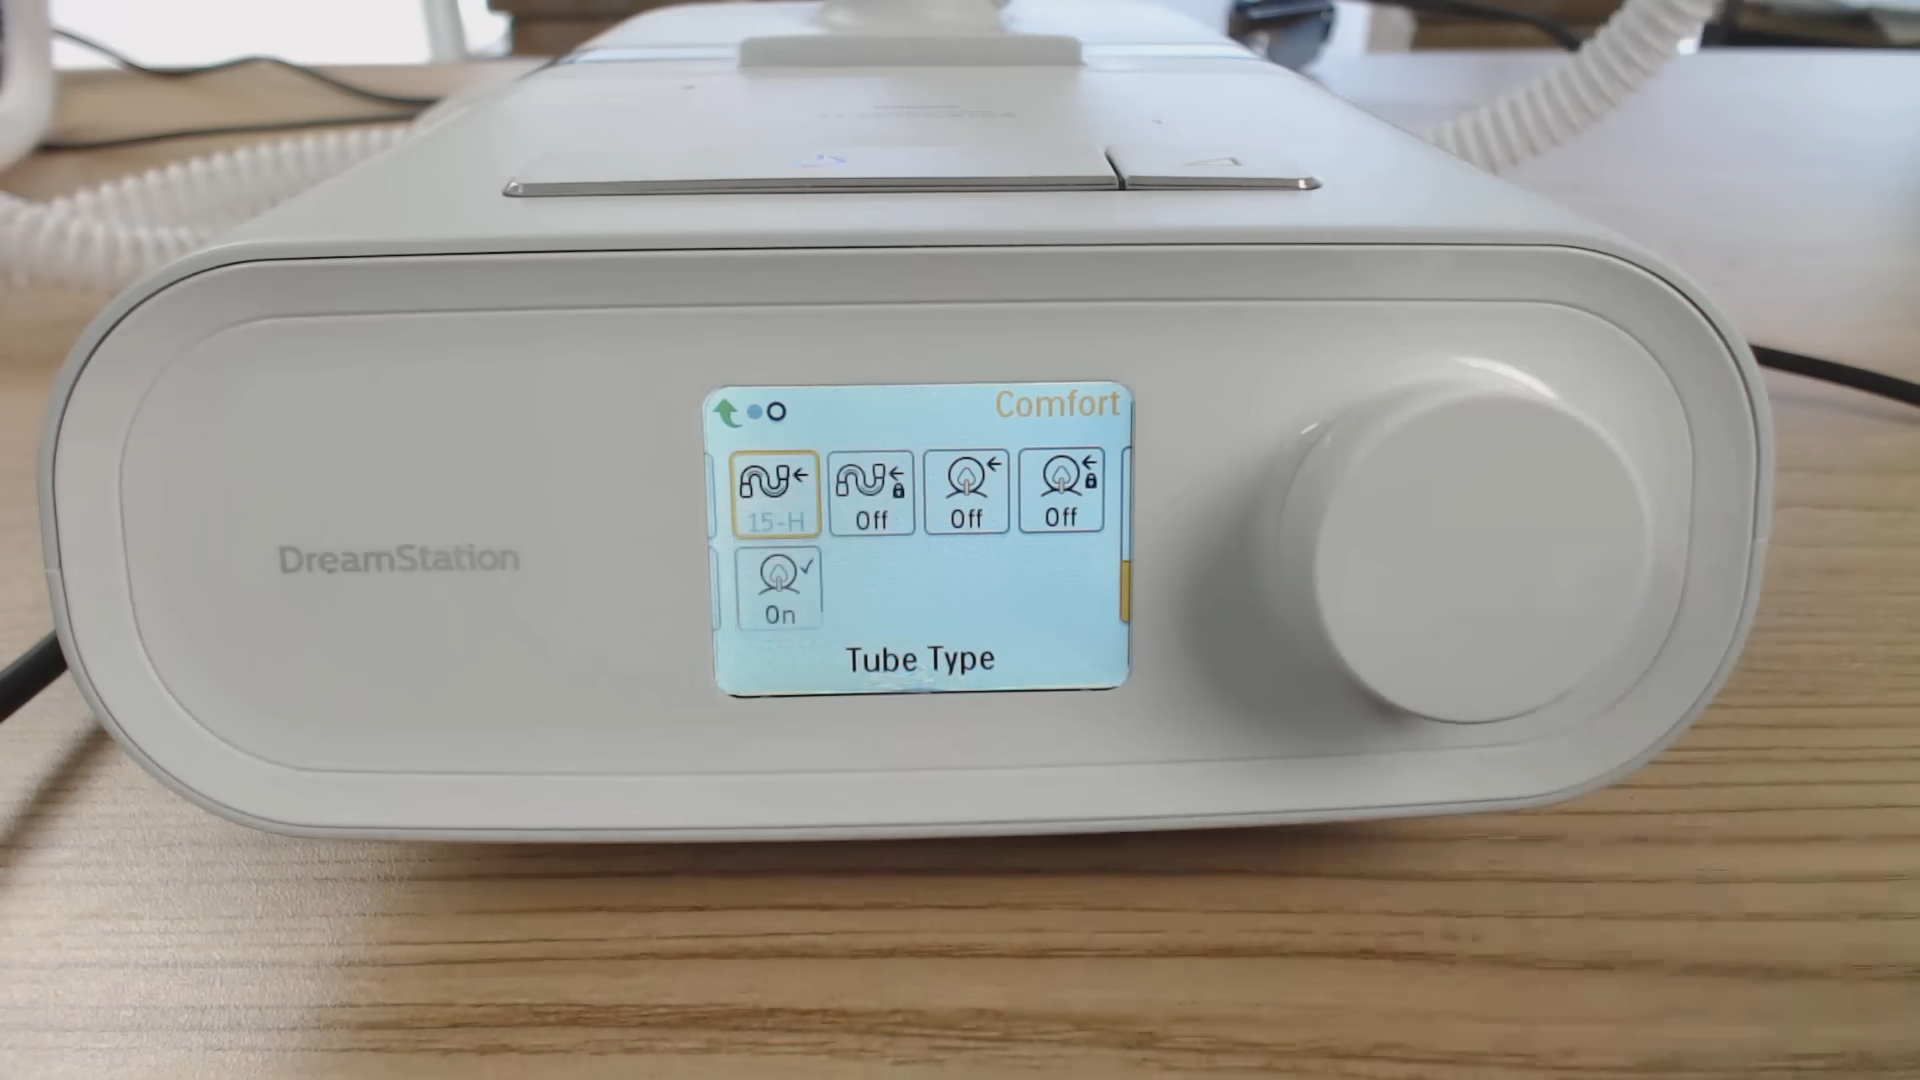 Comfort
15-H
Off
Off
Off
On
Tube Type
DreamStation